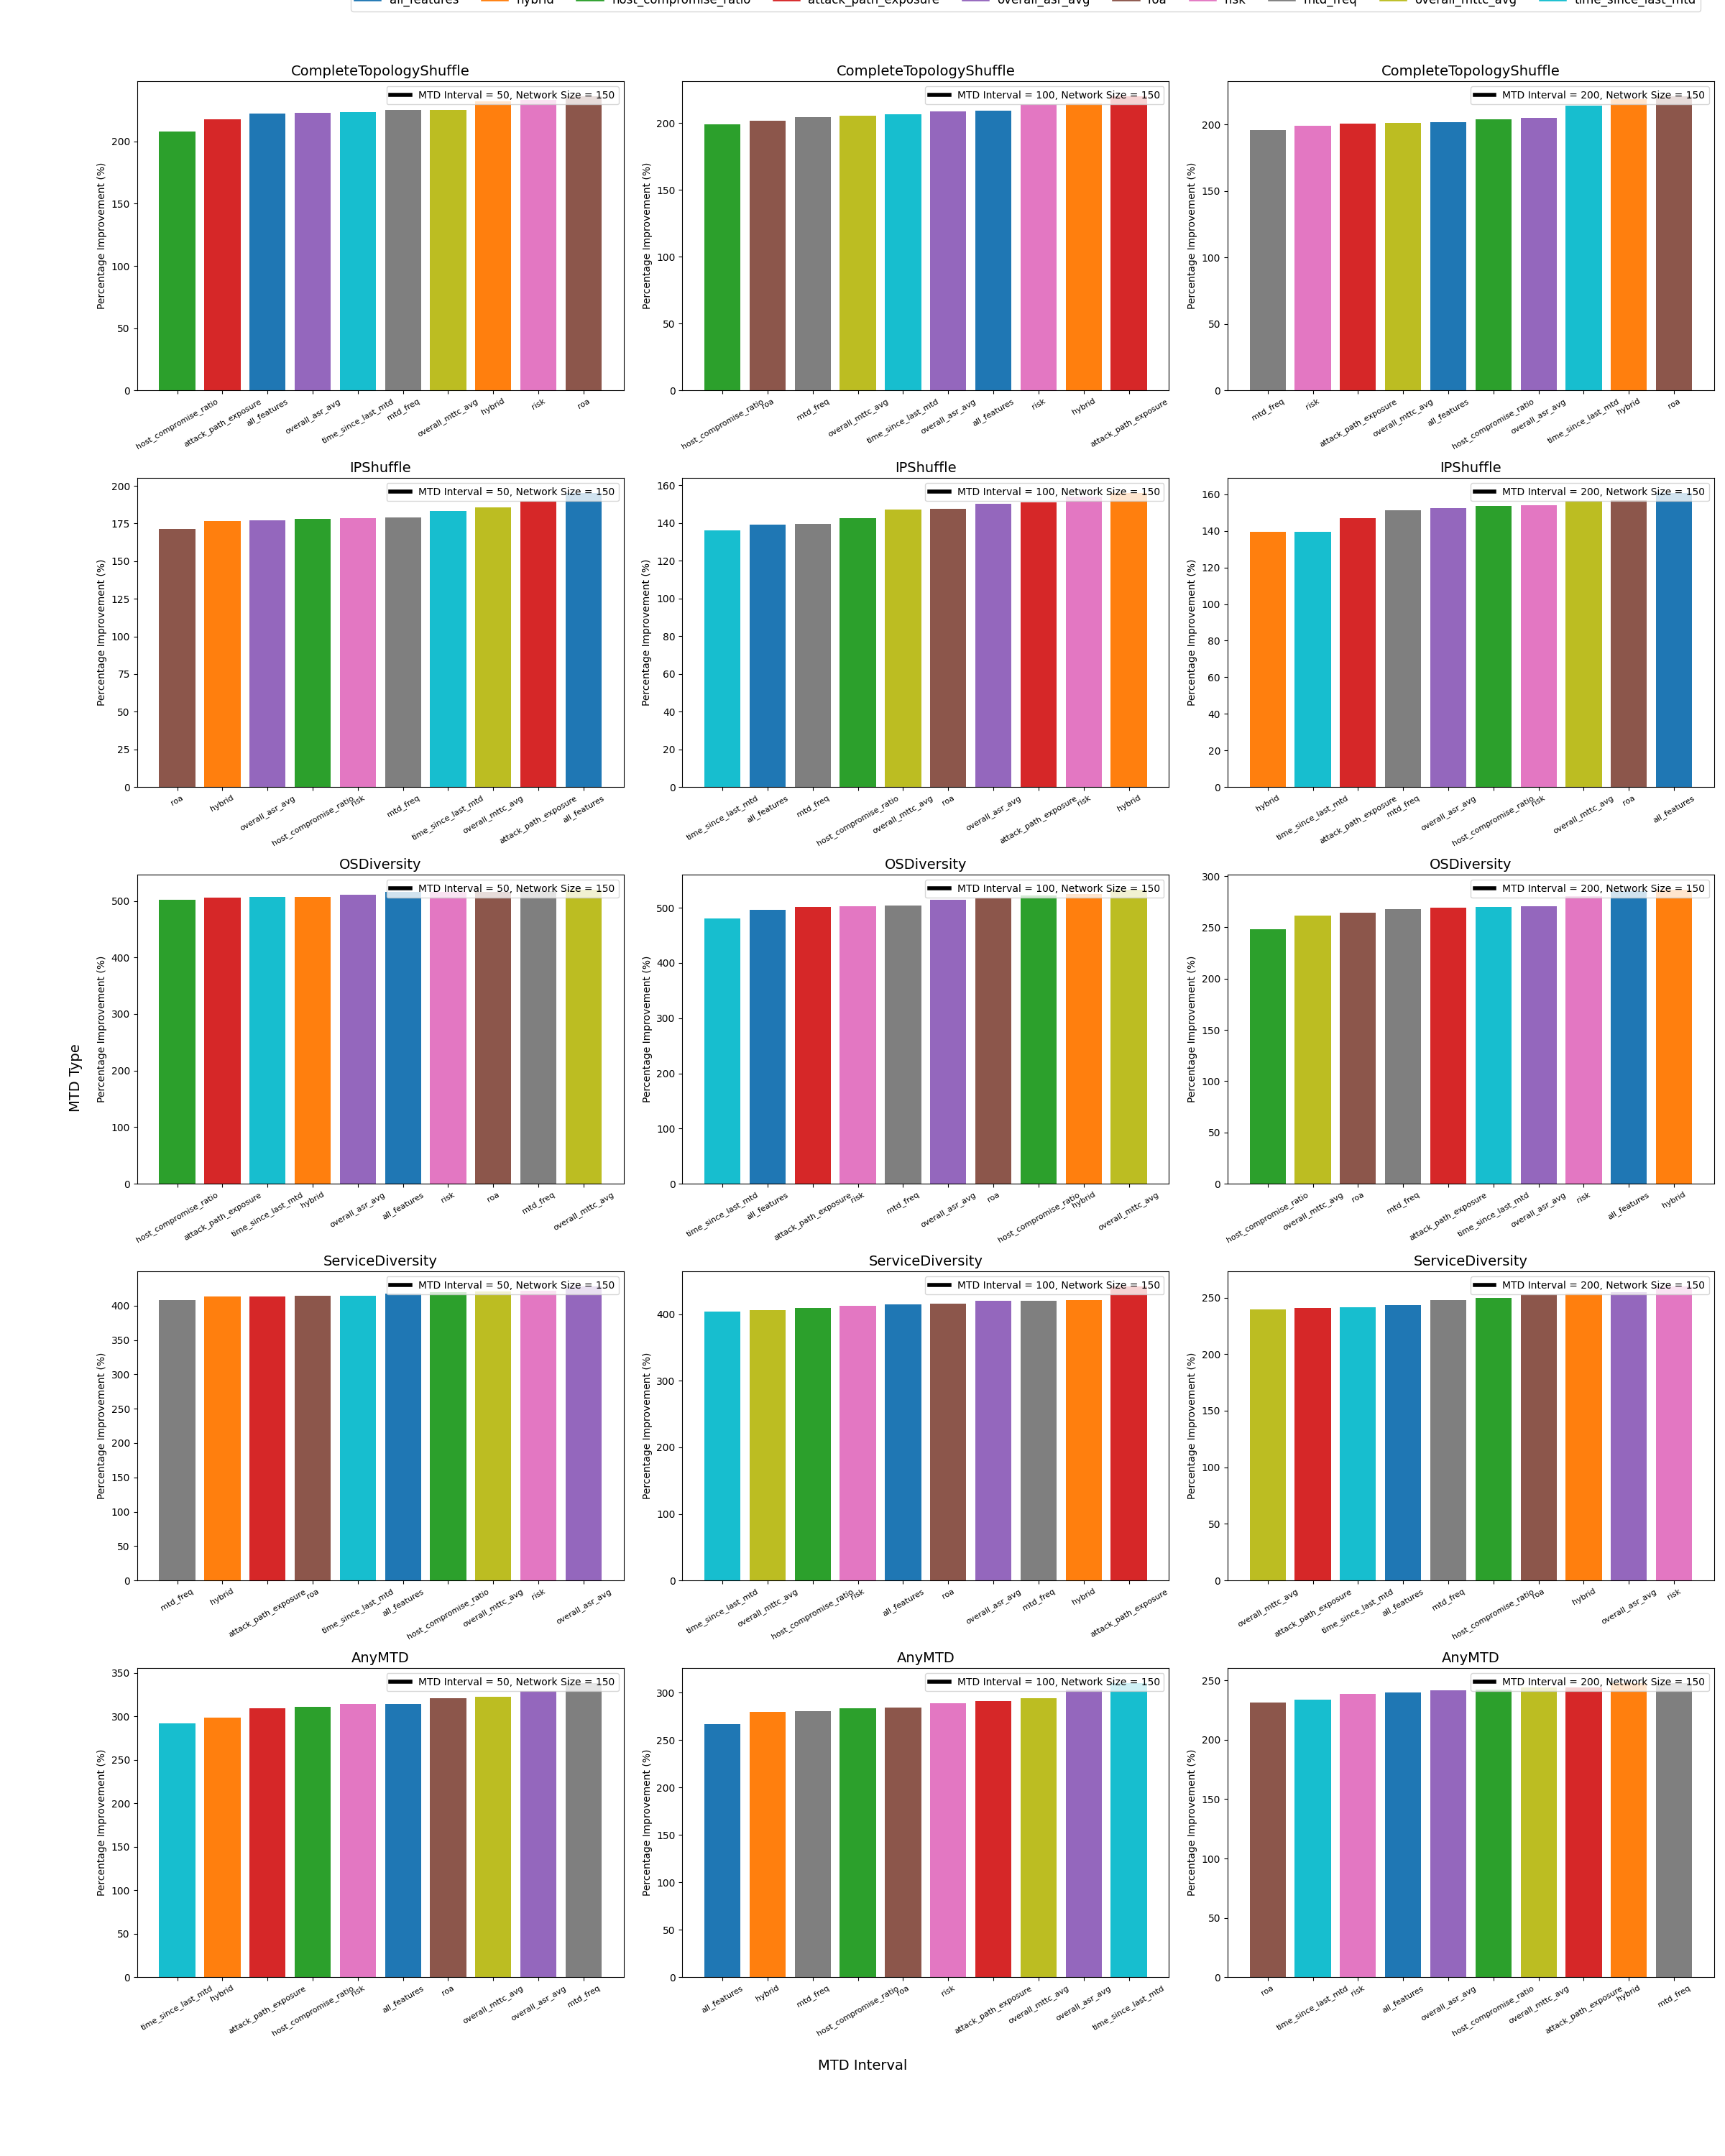 all_features hybrid host_compromise_ratio attack_path_exposure overall_asr_avg roa risk mtd_freq overall_mttc_avg time_since_last_mtd
CompleteTopologyShuffle CompleteTopologyShuffle CompleteTopologyShuffle
MTD Interval = 50, Network Size = 150
MTD Interval = 100, Network Size = 150
MTD Interval = 200, Network Size = 150
Percentage Improvement (%)
200
150
100
50
0
host_compromise_ratio attack_path_exposure all_features overall_asr_avg time_since_last_mtd mtd_freq overall_mttc_avg hybrid risk roa
Percentage Improvement (%)
200
150
100
50
0
host_compromise_ratio roa mtd_freq overall_mttc_avg time_since_last_mtd overall_asr_avg all_features risk hybrid attack_path_exposure
Percentage Improvement (%)
200
150
100
50
0
mtd_freq risk attack_path_exposure overall_mttc_avg all_features host_compromise_ratio overall_asr_avg time_since_last_mtd hybrid roa
IPShuffle IPShuffle IPShuffle
MTD Interval = 50, Network Size = 150
MTD Interval = 100, Network Size = 150
MTD Interval = 200, Network Size = 150
Percentage Improvement (%)
200
175
150
125
100
75
50
25
0
roa hybrid overall_asr_avg host_compromise_ratio risk mtd_freq time_since_last_mtd overall_mttc_avg attack_path_exposure all_features
Percentage Improvement (%)
160
140
120
100
80
60
40
20
0
time_since_last_mtd all_features mtd_freq host_compromise_ratio overall_mttc_avg roa overall_asr_avg attack_path_exposure risk hybrid
Percentage Improvement (%)
160
140
120
100
80
60
40
20
0
hybrid time_since_last_mtd attack_path_exposure mtd_freq overall_asr_avg host_compromise_ratio risk overall_mttc_avg roa all_features
OSDiversity OSDiversity OSDiversity
MTD Interval = 50, Network Size = 150
MTD Interval = 100, Network Size = 150
MTD Interval = 200, Network Size = 150
MTD Type
Percentage Improvement (%)
500
400
300
200
100
0
host_compromise_ratio attack_path_exposure time_since_last_mtd hybrid overall_asr_avg all_features risk roa mtd_freq overall_mttc_avg
Percentage Improvement (%)
500
400
300
200
100
0
time_since_last_mtd all_features attack_path_exposure risk mtd_freq overall_asr_avg roa host_compromise_ratio hybrid overall_mttc_avg
Percentage Improvement (%)
300
250
200
150
100
50
0
host_compromise_ratio overall_mttc_avg roa mtd_freq attack_path_exposure time_since_last_mtd overall_asr_avg risk all_features hybrid
ServiceDiversity ServiceDiversity ServiceDiversity
MTD Interval = 50, Network Size = 150
MTD Interval = 100, Network Size = 150
MTD Interval = 200, Network Size = 150
Percentage Improvement (%)
400
350
300
250
200
150
100
50
0
mtd_freq hybrid attack_path_exposure roa time_since_last_mtd all_features host_compromise_ratio overall_mttc_avg risk overall_asr_avg
Percentage Improvement (%)
400
300
200
100
0
time_since_last_mtd overall_mttc_avg host_compromise_ratio risk all_features roa overall_asr_avg mtd_freq hybrid attack_path_exposure
Percentage Improvement (%)
250
200
150
100
50
0
overall_mttc_avg attack_path_exposure time_since_last_mtd all_features mtd_freq host_compromise_ratio roa hybrid overall_asr_avg risk
AnyMTD AnyMTD AnyMTD
MTD Interval = 50, Network Size = 150
MTD Interval = 100, Network Size = 150
MTD Interval = 200, Network Size = 150
Percentage Improvement (%)
350
300
250
200
150
100
50
0
time_since_last_mtd hybrid attack_path_exposure host_compromise_ratio risk all_features roa overall_mttc_avg overall_asr_avg mtd_freq
Percentage Improvement (%)
300
250
200
150
100
50
0
all_features hybrid mtd_freq host_compromise_ratio roa risk attack_path_exposure overall_mttc_avg overall_asr_avg time_since_last_mtd
Percentage Improvement (%)
250
200
150
100
50
0
roa time_since_last_mtd risk all_features overall_asr_avg host_compromise_ratio overall_mttc_avg attack_path_exposure hybrid mtd_freq
MTD Interval